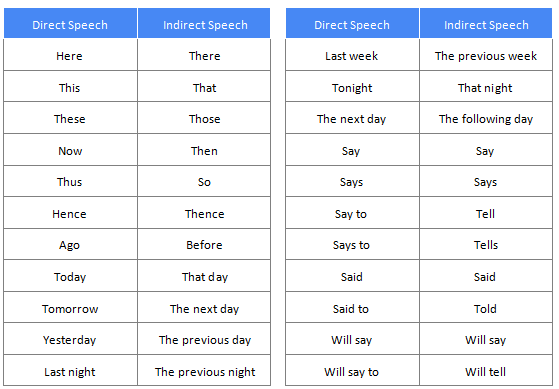 Direct Speech Indirect Speech
Here There
This That
These Those
Now Then
Thus So
Hence Thence
Ago Before
Today That day
Tomorrow The next day
Yesterday The previous day
Last night The previous night
Direct Speech Indirect Speech
Last week The previous week
Tonight That night
The next day The following day
Say Say
Says Says
Say to Tell
Says to Tells
Said Said
Said to Told
Will say Will say
Will say to Will tell